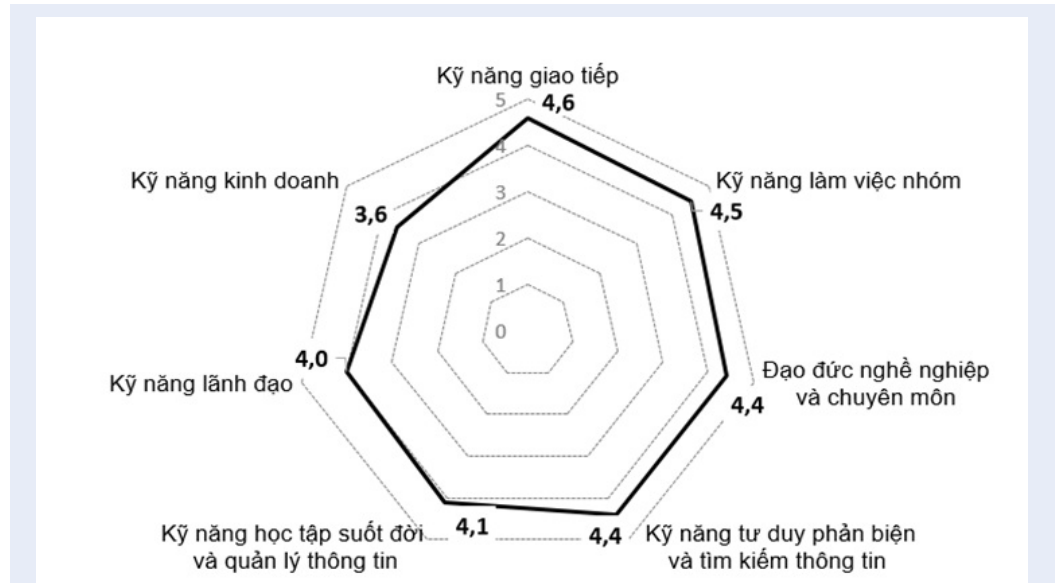 Kỹ năng giao tiếp
5
4,6
4
Kỹ năng kinh doanh
Kỹ năng làm việc nhóm
3,6
4,5
3
2
1
0
4,0
Kỹ năng lãnh đạo
Đạo đức nghề nghiệp
và chuyên môn
4,4
Kỹ năng học tập suốt đời
và quản lý thông tin
4,1
4,4
Kỹ năng tư duy phản biện
và tìm kiếm thông tin